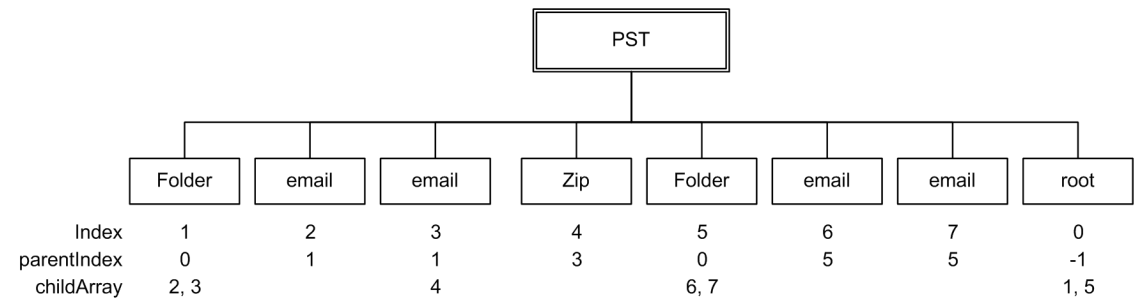 PST
Folder email email Zip Folder email email root
Index 1 2 3 4 5 6 7 0
parentIndex 0 1 1 3 0 5 5 -1
childArray 2, 3 4 6, 7 1, 5